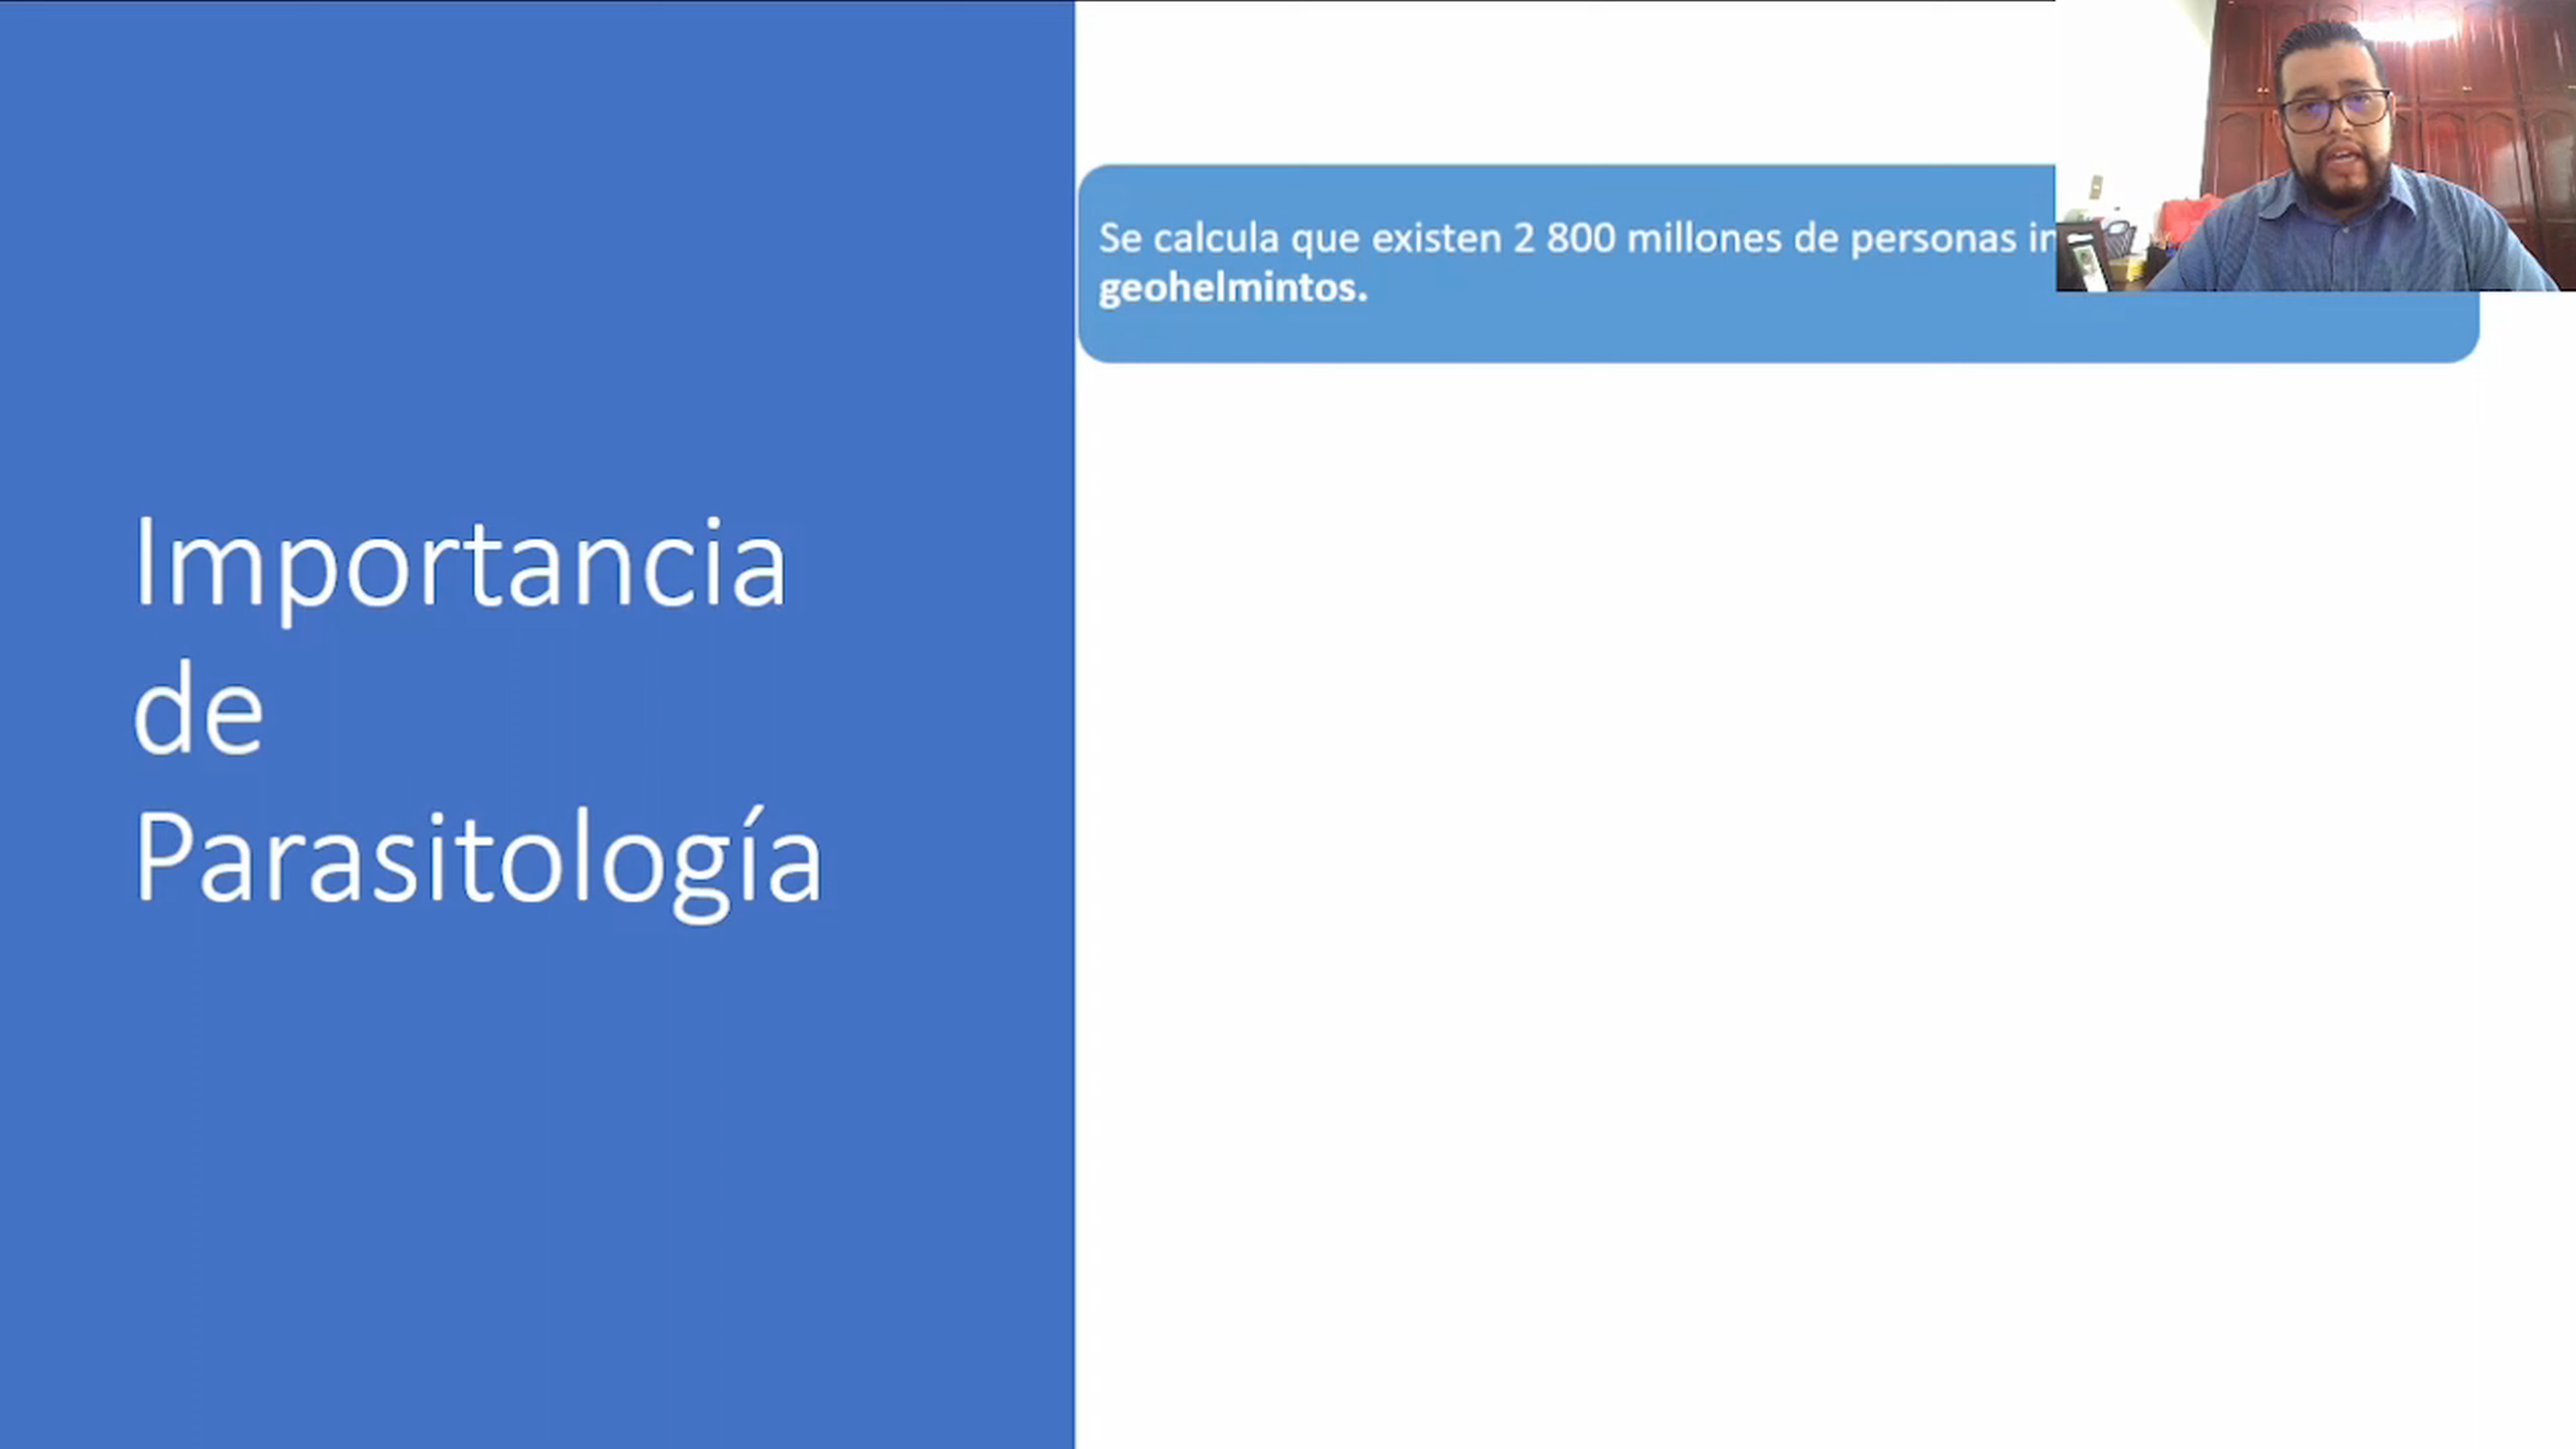 Importancia
de
Parasitología
Se calcula que existen 2 800 millones de personas
geohelmintos.